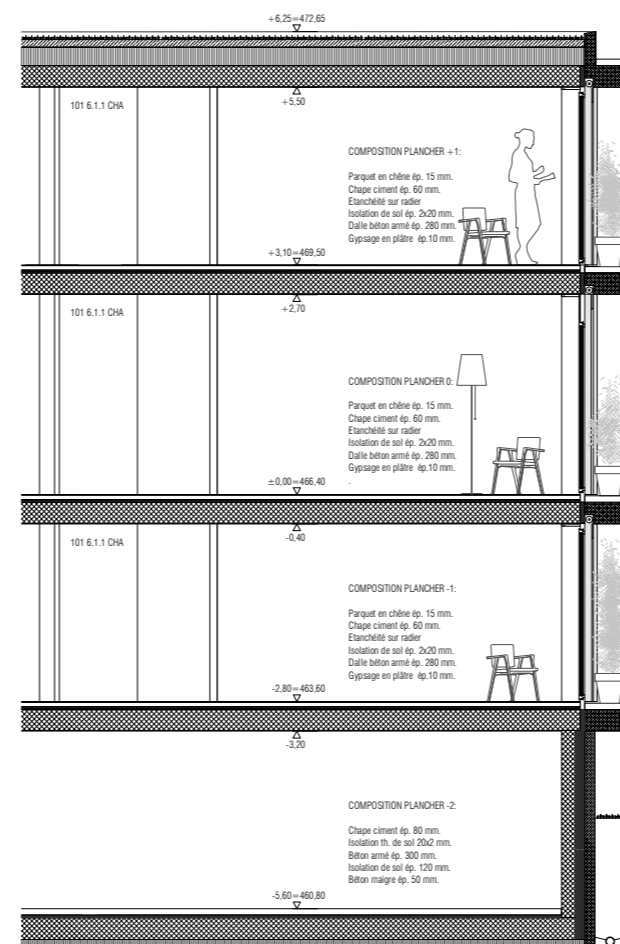 +6,25=472,65
+5,50
101 6.1.1 CHA
COMPOSITION PLANCHER +1:
Parquet en chêne ép. 15 mm.
Chape ciment ép. 60 mm.
Etanchéité sur radier
Isolation de sol ép. 2x20 mm.
Dalle béton armé ép. 280 mm.
Gypsage en plâtre ép.10 mm.
+3,10=469,50
+2,70
101 6.1.1 CHA
COMPOSITION PLANCHER 0:
Parquet en chêne ép. 15 mm.
Chape ciment ép. 60 mm.
Etanchéité sur radier
Isolation de sol ép. 2x20 mm.
Dalle béton armé ép. 280 mm.
Gypsage en plâtre ép.10 mm.
-
±0,00=466,40
-0,40
101 6.1.1 CHA
COMPOSITION PLANCHER -1:
Parquet en chêne ép. 15 mm.
Chape ciment ép. 60 mm.
Etanchéité sur radier
Isolation de sol ép. 2x20 mm.
Dalle béton armé ép. 280 mm.
Gypsage en plâtre ép.10 mm.
-2,80=463,60
-3,20
COMPOSITION PLANCHER -2:
Chape ciment ép. 80 mm.
Isolation th. de sol 20x2 mm.
Béton armé ép. 300 mm.
Isolation de sol ép. 120 mm.
Béton maigre ép. 50 mm.
-5,60=460,80